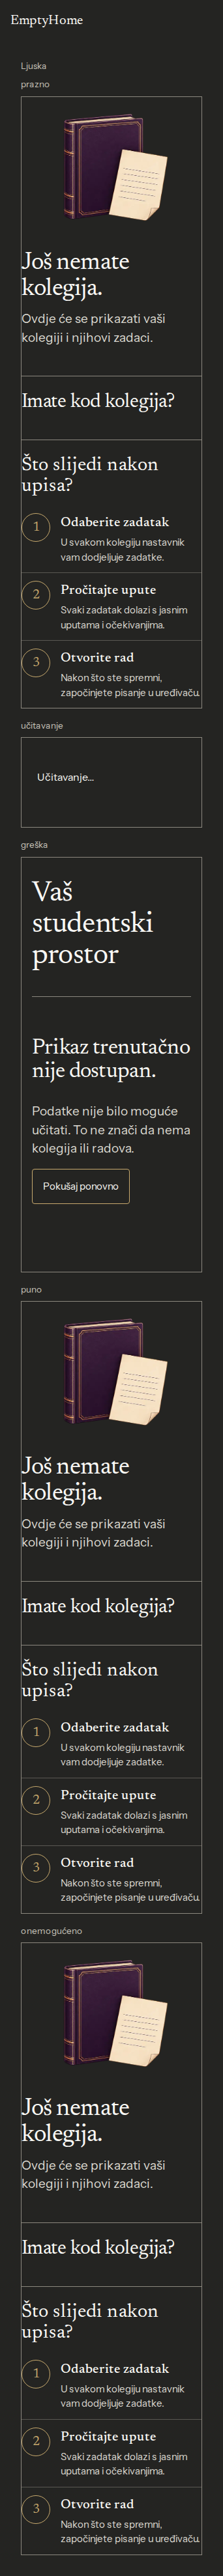 EmptyHome
Ljuska
prazno
Još nemate
kolegija.
Ovdje će se prikazati vaši
kolegiji i njihovi zadaci.
Imate kod kolegija?
Što slijedi nakon
upisa?
1
Odaberite zadatak
U svakom kolegiju nastavnik
vam dodjeljuje zadatke.
2
Pročitajte upute
Svaki zadatak dolazi s jasnim
uputama i očekivanjima.
3
Otvorite rad
Nakon što ste spremni,
započinjete pisanje u uređivaču.
učitavanje
Učitavanje…
greška
Vaš
studentski
prostor
Prikaz trenutačno
nije dostupan.
Podatke nije bilo moguće
učitati. To ne znači da nema
kolegija ili radova.
Pokušaj ponovno
puno
Još nemate
kolegija.
Ovdje će se prikazati vaši
kolegiji i njihovi zadaci.
Imate kod kolegija?
Što slijedi nakon
upisa?
1
Odaberite zadatak
U svakom kolegiju nastavnik
vam dodjeljuje zadatke.
2
Pročitajte upute
Svaki zadatak dolazi s jasnim
uputama i očekivanjima.
3
Otvorite rad
Nakon što ste spremni,
započinjete pisanje u uređivaču.
onemogućeno
Još nemate
kolegija.
Ovdje će se prikazati vaši
kolegiji i njihovi zadaci.
Imate kod kolegija?
Što slijedi nakon
upisa?
1
Odaberite zadatak
U svakom kolegiju nastavnik
vam dodjeljuje zadatke.
2
Pročitajte upute
Svaki zadatak dolazi s jasnim
uputama i očekivanjima.
3
Otvorite rad
Nakon što ste spremni,
započinjete pisanje u uređivaču.